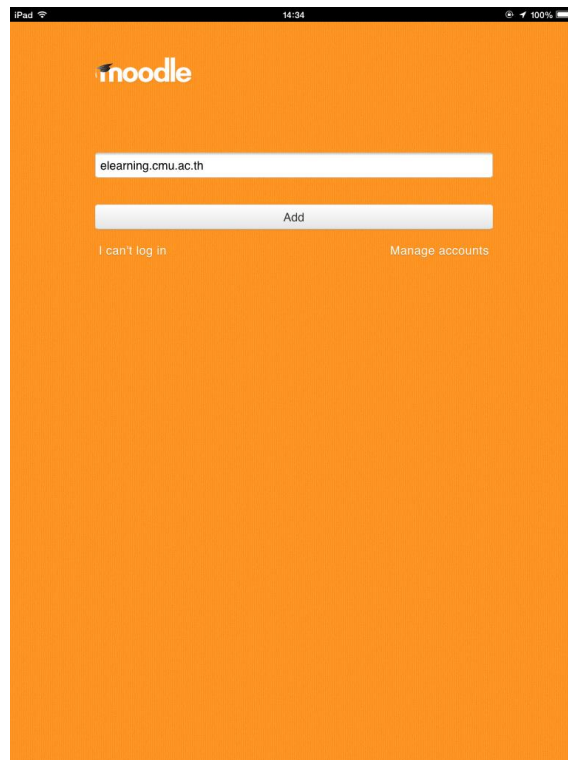 iPad 14:34 100%
moodle
elearning.cmu.ac.th
Add
I can't log in Manage accounts